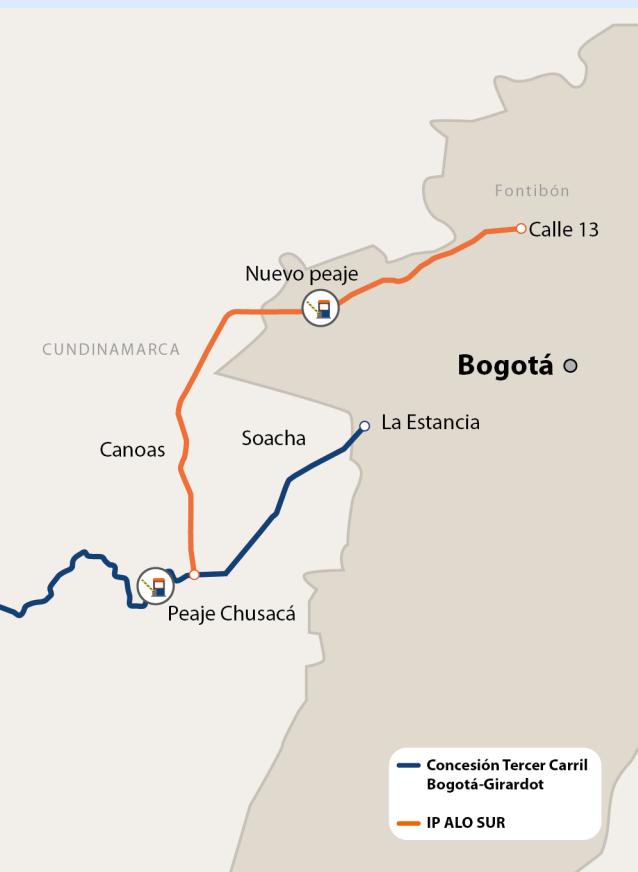 Fontibón
Calle 13
Nuevo peaje
CUNDINAMARCA
Bogotá
La Estancia
Soacha
Canoas
Peaje Chusacá
Concesión Tercer Carril
Bogotá-Girardot
IP ALO SUR